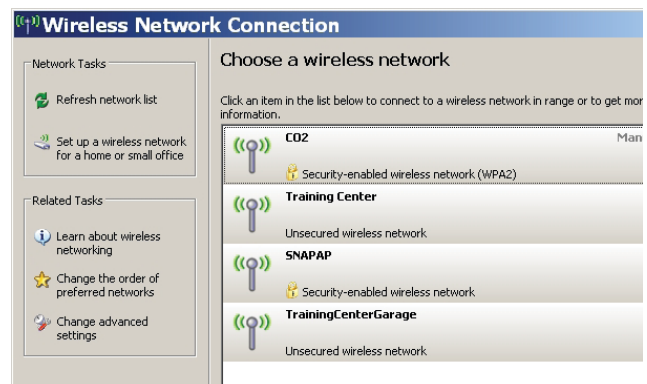 Wireless Network Connection
Network Tasks
Refresh network list
Set up a wireless network
for a home or small office
Related Tasks
Learn about wireless
networking
Change the order of
preferred networks
Change advanced
settings
Choose a wireless network
Click an item in the list below to connect to a wireless network in range or to get mor
information.
CO2 Man
Security-enabled wireless network (WPA2)
Training Center
Unsecured wireless network
SNAPAP
Security-enabled wireless network
TrainingCenterGarage
Unsecured wireless network